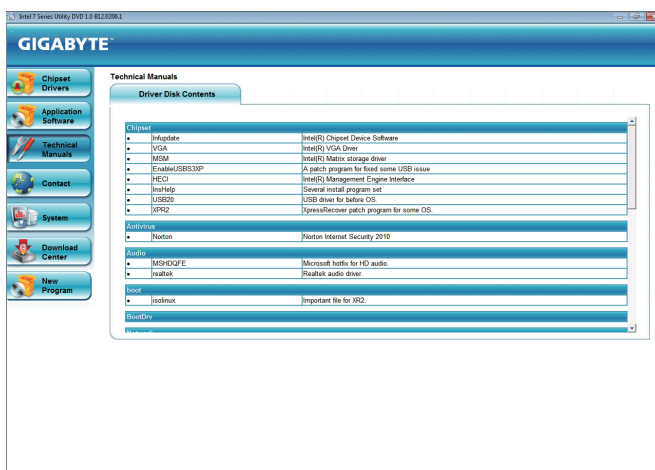 Intel 7 Series Utility DVD 1.0 B12.0206.1
GIGABYTE™
Chipset
Drivers
Application
Software
Technical
Manuals
Contact
System
Download
Center
New
Program
Technical Manuals
Driver Disk Contents
Chipset
• Infupdate Intel(R) Chipset Device Software
• VGA Intel(R) VGA Driver
• MSM Intel(R) Matrix storage driver
• EnableUSBS3XP A patch program for fixed some USB issue
• HECI Intel(R) Management Engine Interface
• InsHelp Several install program set
• USB20 USB driver for before OS.
• XPR2 XpressRecover patch program for some OS.
Antivirus
• Norton Norton Internet Security 2010
Audio
• MSHDQFE Microsoft hotfix for HD audio.
• realtek Realtek audio driver.
boot
• isolinux Important file for XR2.
BootDrv